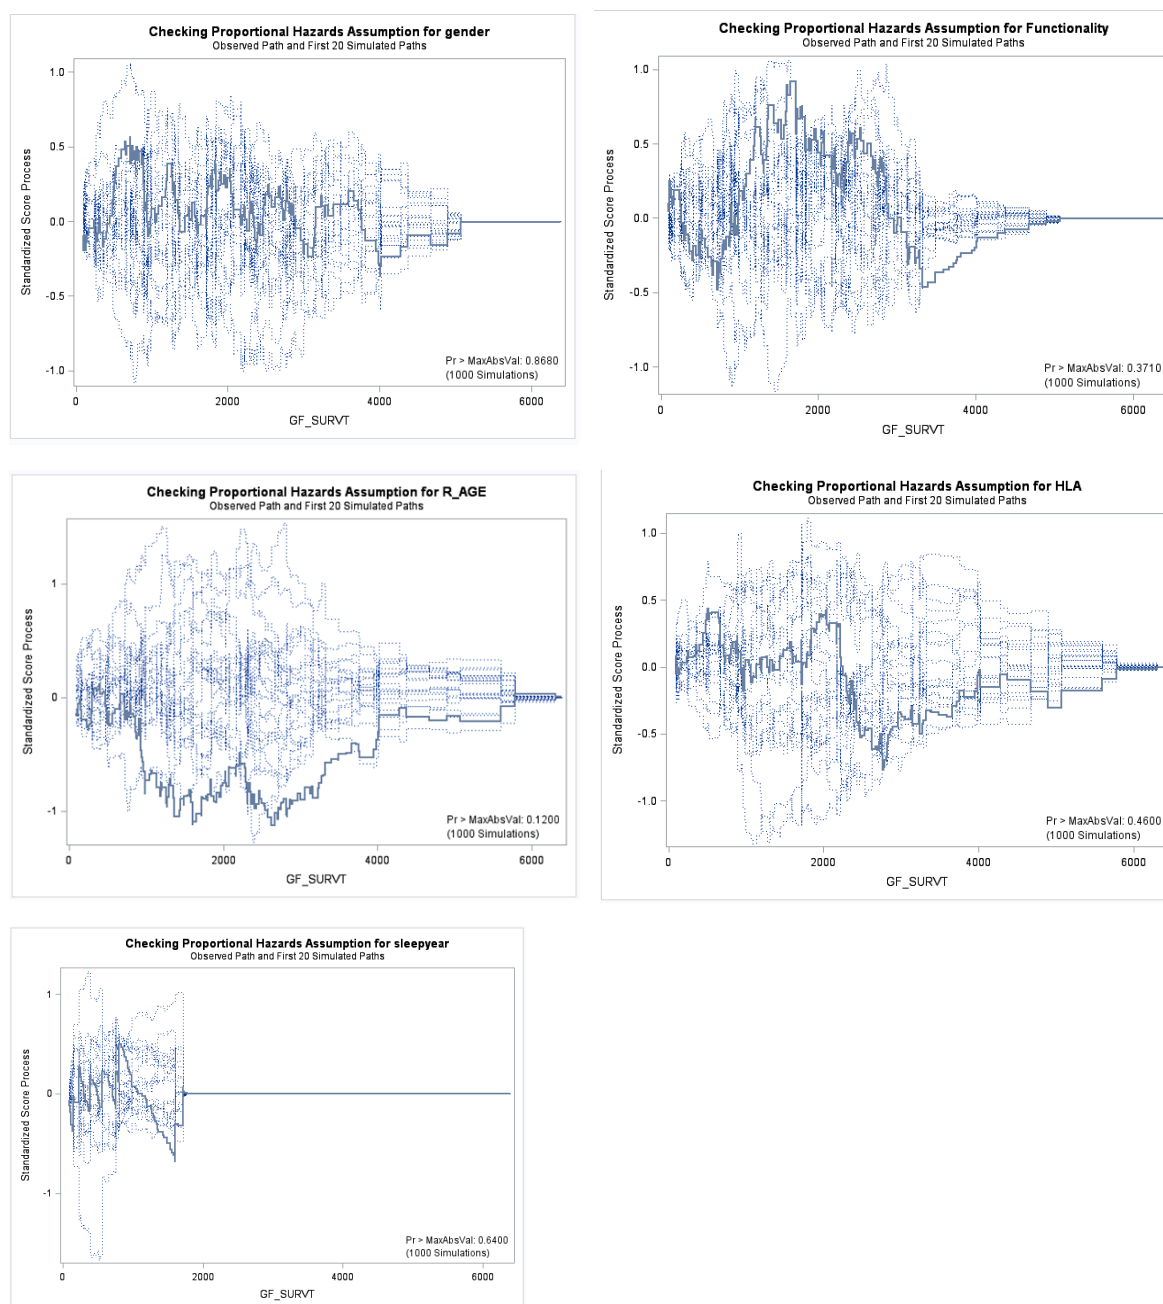 Checking Proportional Hazards Assumption for gender
Observed Path and First 20 Simulated Paths
Standardized Score Process
1.0
0.5
0.0
-0.5
-1.0
Pr > MaxAbsVal: 0.8680
(1000 Simulations)
0 2000 4000 6000
GF_SURVT
Checking Proportional Hazards Assumption for Functionality
Observed Path and First 20 Simulated Paths
Standardized Score Process
1.0
0.5
0.0
-0.5
-1.0
Pr > MaxAbsVal: 0.3710
(1000 Simulations)
0 2000 4000 6000
GF_SURVT
Checking Proportional Hazards Assumption for R_AGE
Observed Path and First 20 Simulated Paths
Standardized Score Process
1
0
-1
Pr > MaxAbsVal: 0.1200
(1000 Simulations)
0 2000 4000 6000
GF_SURVT
Checking Proportional Hazards Assumption for HLA
Observed Path and First 20 Simulated Paths
Standardized Score Process
1.0
0.5
0.0
-0.5
-1.0
Pr > MaxAbsVal: 0.4600
(1000 Simulations)
0 2000 4000 6000
GF_SURVT
Checking Proportional Hazards Assumption for sleepyear
Observed Path and First 20 Simulated Paths
Standardized Score Process
1
0
-1
Pr > MaxAbsVal: 0.6400
(1000 Simulations)
0 2000 4000 6000
GF_SURVT